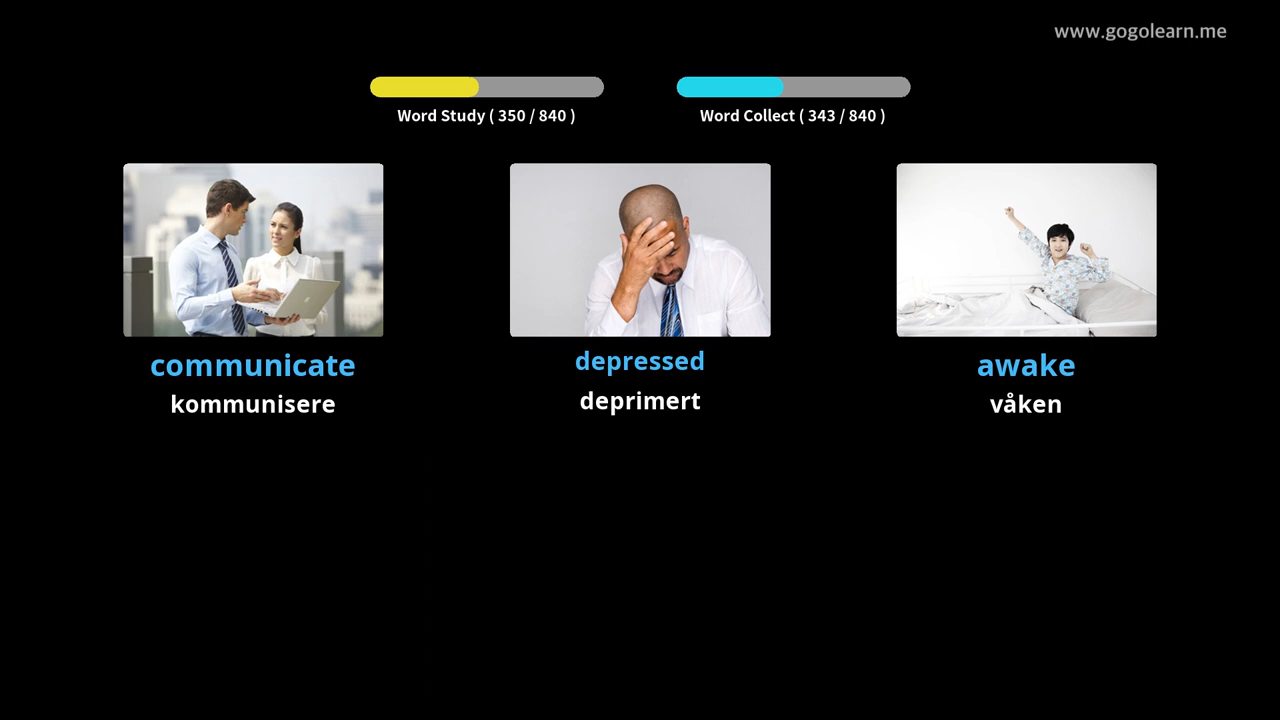 www.gogolearn.me
Word Study ( 350 / 840 )
Word Collect ( 343 / 840 )
communicate
kommunisere
depressed
deprimert
awake
våken